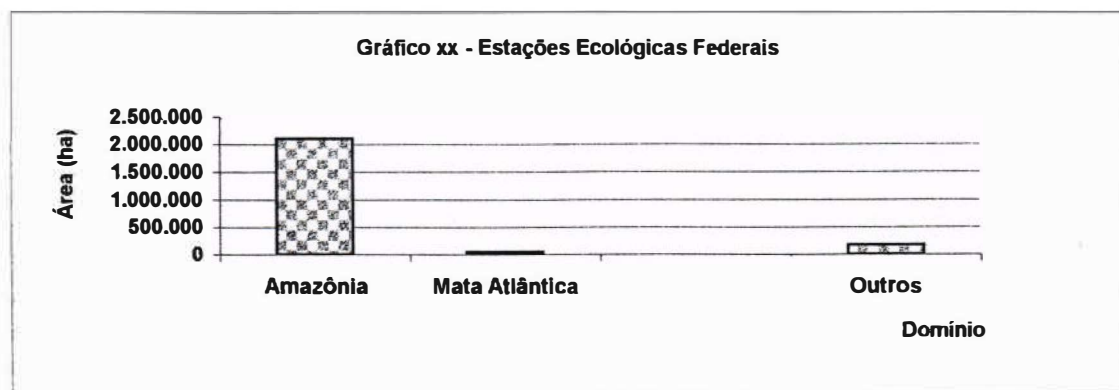 Gráfico xx - Estações Ecológicas Federais
Área (ha)
2.500.000
2.000.000
1.500.000
1.000.000
500.000
0
Amazônia Mata Atlântica Outros
Domínio